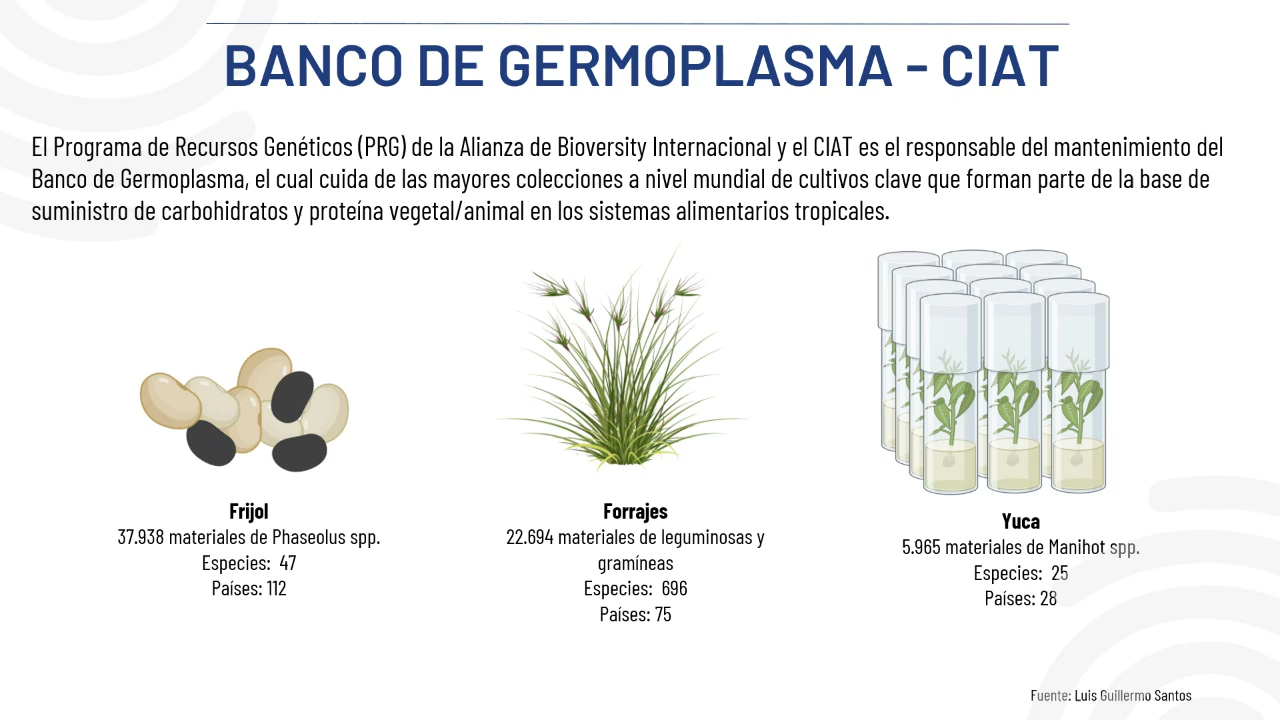 BANCO DE GERMOPLASMA - CIAT
El Programa de Recursos Genéticos (PRG) de la Alianza de Bioversity Internacional y el CIAT es el responsable del mantenimiento del
Banco de Germoplasma, el cual cuida de las mayores colecciones a nivel mundial de cultivos clave que forman parte de la base de
suministro de carbohidratos y proteína vegetal/animal en los sistemas alimentarios tropicales.
Frijol
37.938 materiales de Phaseolus spp.
Especies: 47
Países: 112
Forrajes
22.694 materiales de leguminosas y
gramíneas
Especies: 696
Países: 75
Yuca
5.965 materiales de Manihot spp.
Especies: 25
Países: 28
Fuente: Luis Guillermo Santos